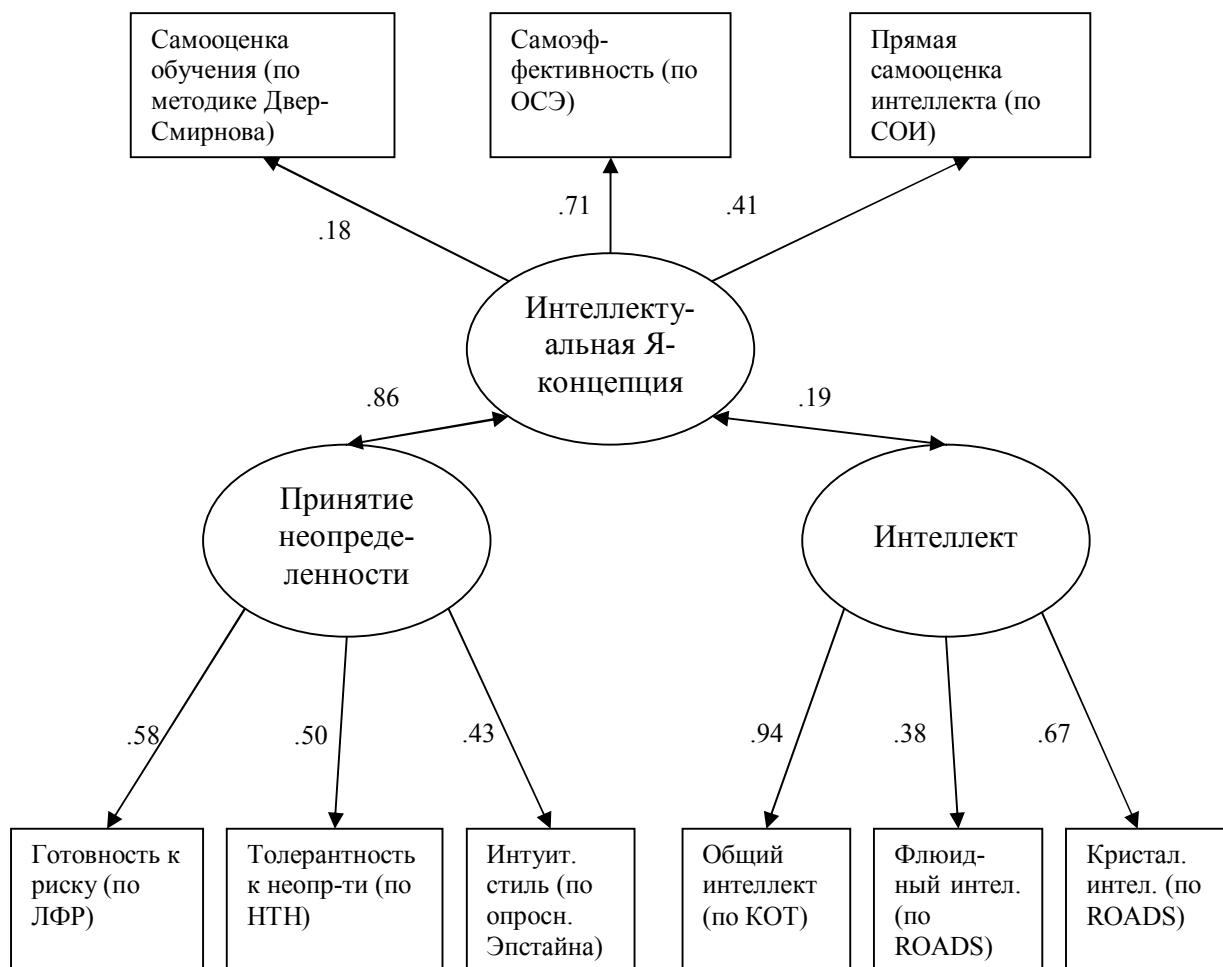 Самооценка
обучения (по
методике Двер-
Смирнова)
Самоэф-
фективность (по
ОСЭ)
Прямая
самооценка
интеллекта (по
СОИ)
.18
.71
.41
Интеллекту-
альная Я-
концепция
.86
.19
Принятие
неопреде-
ленности
Интеллект
.58
.50
.43
.94
.38
.67
Готовность к
риску (по
ЛФР)
Толерантность
к неопр-ти (по
НТН)
Интуит.
стиль (по
опросн.
Эпстайна)
Общий
интеллект
(по КОТ)
Флюид-
ный интел.
(по
ROADS)
Кристал.
интел. (по
ROADS)